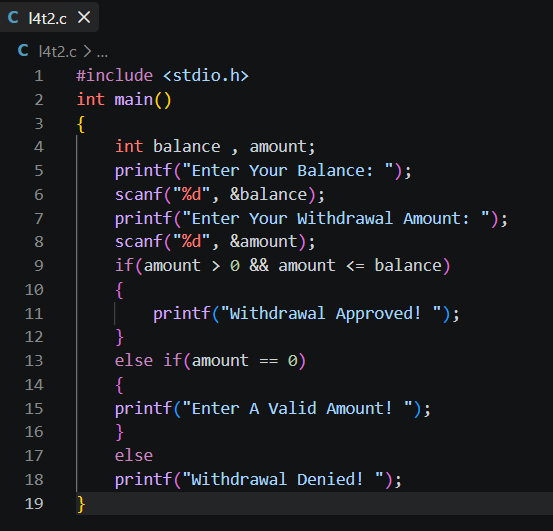 C l4t2.c ×
C l4t2.c > ...
1 #include <stdio.h>
2 int main()
3 {
4     int balance , amount;
5     printf("Enter Your Balance: ");
6     scanf("%d", &balance);
7     printf("Enter Your Withdrawal Amount: ");
8     scanf("%d", &amount);
9     if(amount > 0 && amount <= balance)
10     {
11         printf("Withdrawal Approved! ");
12     }
13     else if(amount == 0)
14     {
15     printf("Enter A Valid Amount! ");
16     }
17     else
18     printf("Withdrawal Denied! ");
19 }